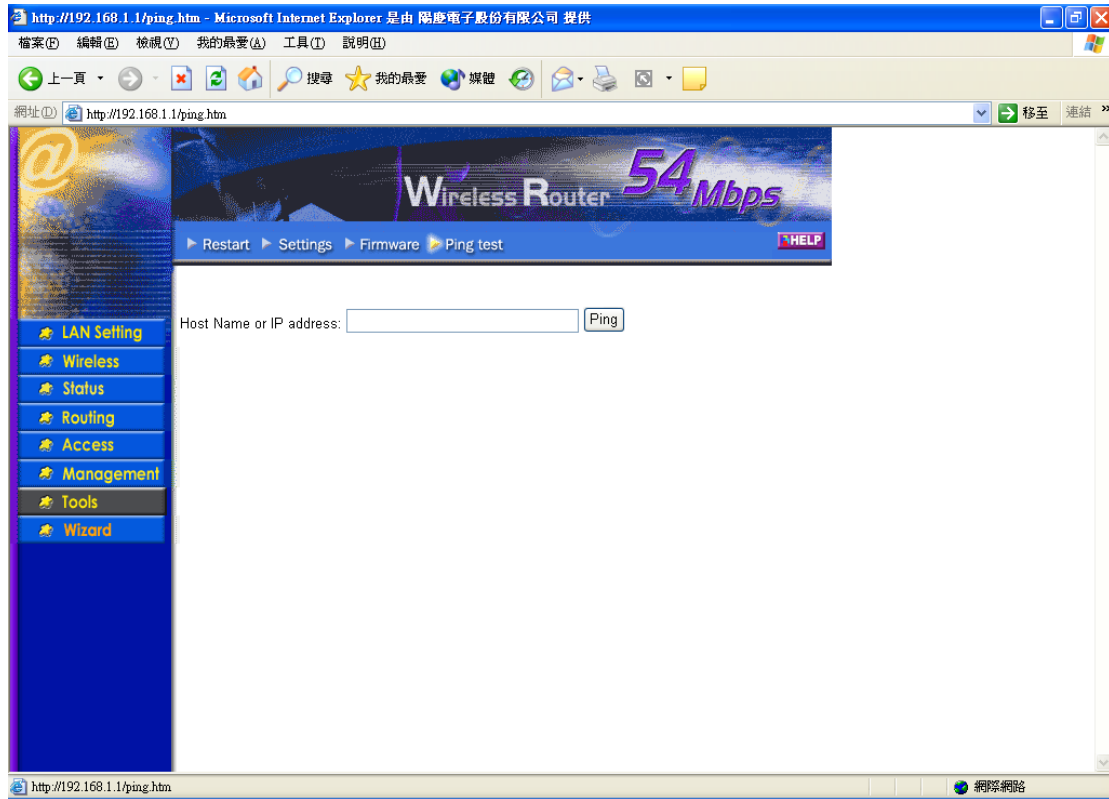 http://192.168.1.1/ping.htm - Microsoft Internet Explorer 是由 陽慶電子股份有限公司 提供
檔案(F) 編輯(E) 檢視(V) 我的最愛(A) 工具(T) 說明(H)
上一頁 搜尋 我的最愛 媒體
網址(D) http://192.168.1.1/ping.htm 移至 連結 »
@
Wireless Router 54Mbps
Restart Settings Firmware Ping test HELP
Host Name or IP address: Ping
LAN Setting
Wireless
Status
Routing
Access
Management
Tools
Wizard
http://192.168.1.1/ping.htm 網際網路